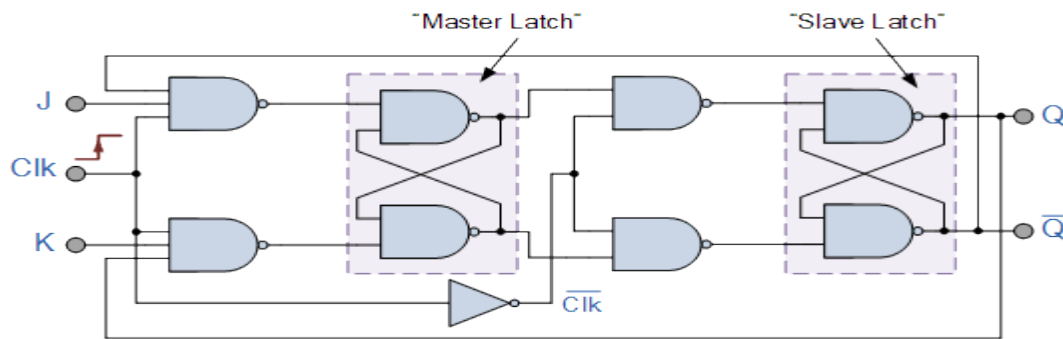 "Master Latch"
"Slave Latch"
J
Clk
K
C̅l̅k̅
Q
Q̅